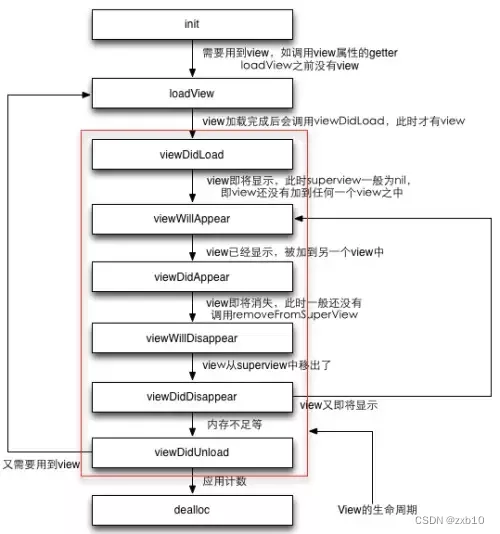 init
需要用到view，如调用view属性的getter
loadView之前没有view
loadView
view加载完成后会调用viewDidLoad，此时才有view
viewDidLoad
view即将显示，此时superview一般为nil，
即view还没有加到任何一个view之中
viewWillAppear
view已经显示，被加到另一个view中
viewDidAppear
view即将消失，此时一般还没有
调用removeFromSuperView
viewWillDisappear
view从superview中移出了
viewDidDisappear
view又即将显示
内存不足等
viewDidUnload
又需要用到view
应用计数
dealloc
View的生命周期
CSDN @zxb10